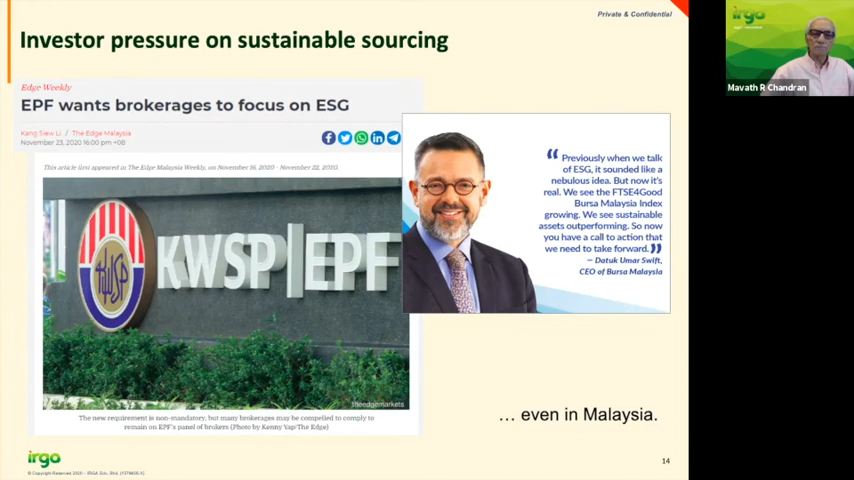 Private & Confidential
Investor pressure on sustainable sourcing
Edge Weekly
EPF wants brokerages to focus on ESG
Kang Siew Li / The Edge Malaysia
November 23, 2020 16:00 pm +08
This article first appeared in The Edge Malaysia Weekly, on November 16, 2020 - November 22, 2020.
KWSP EPF
KWSP
theedgemarkets
The new requirement is non-mandatory, but many brokerages may be compelled to comply to
remain on EPF's panel of brokers (Photo by Kenny Yap/The Edge)
“ Previously when we talk
of ESG, it sounded like a
nebulous idea. But now it's
real. We see the FTSE4Good
Bursa Malaysia Index
growing. We see sustainable
assets outperforming. So now
you have a call to action that
we need to take forward. ”
– Datuk Umar Swift,
CEO of Bursa Malaysia
... even in Malaysia.
irgo
14
irgo
Mavath R Chandran